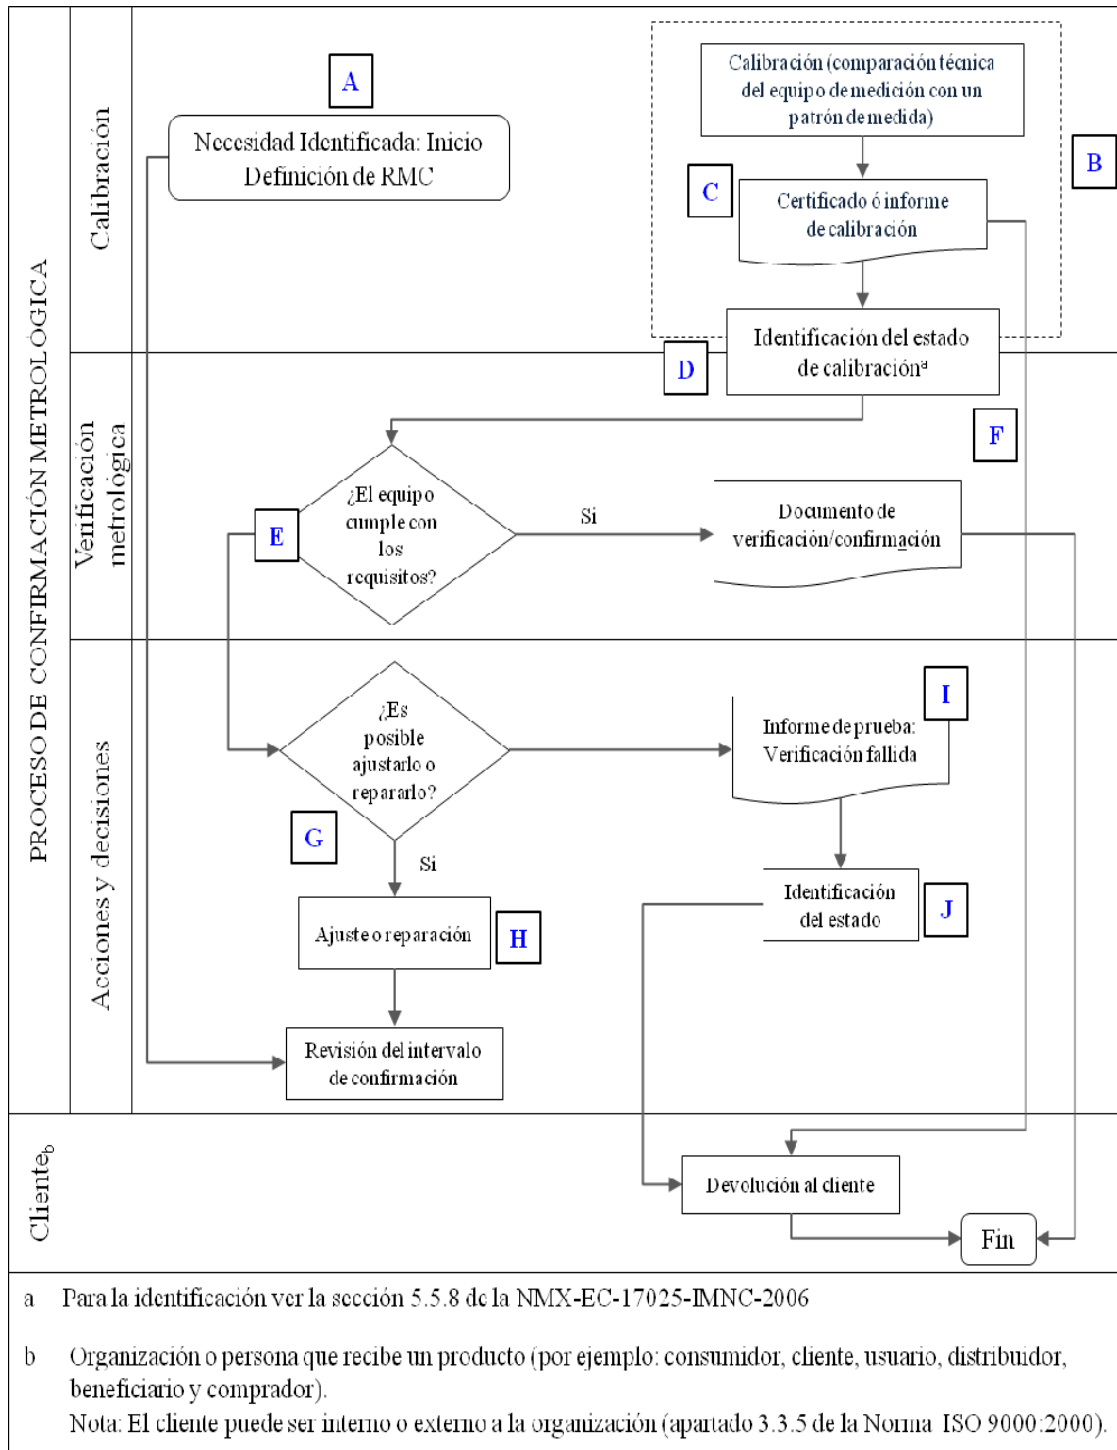 PROCESO DE CONFIRMACIÓN METROLÓGICA
Calibración
A
Necesidad Identificada: Inicio
Definición de RMC
Calibración (comparación técnica
del equipo de medición con un
patrón de medida)
B
C
Certificado ó informe
de calibración
D
Identificación del estado
de calibraciónª
Verificación
metrológica
E
¿El equipo
cumple con
los
requisitos?
Si
F
Documento de
verificación/confirmación
Acciones y decisiones
¿Es
posible
ajustarlo o
repararlo?
G
Si
H
Ajuste o reparación
Revisión del intervalo
de confirmación
I
Informe de prueba:
Verificación fallida
J
Identificación
del estado
Cliente b
Devolución al cliente
Fin
a Para la identificación ver la sección 5.5.8 de la NMX-EC-17025-IMNC-2006
b Organización o persona que recibe un producto (por ejemplo: consumidor, cliente, usuario, distribuidor,
beneficiario y comprador).
Nota: El cliente puede ser interno o externo a la organización (apartado 3.3.5 de la Norma ISO 9000:2000).